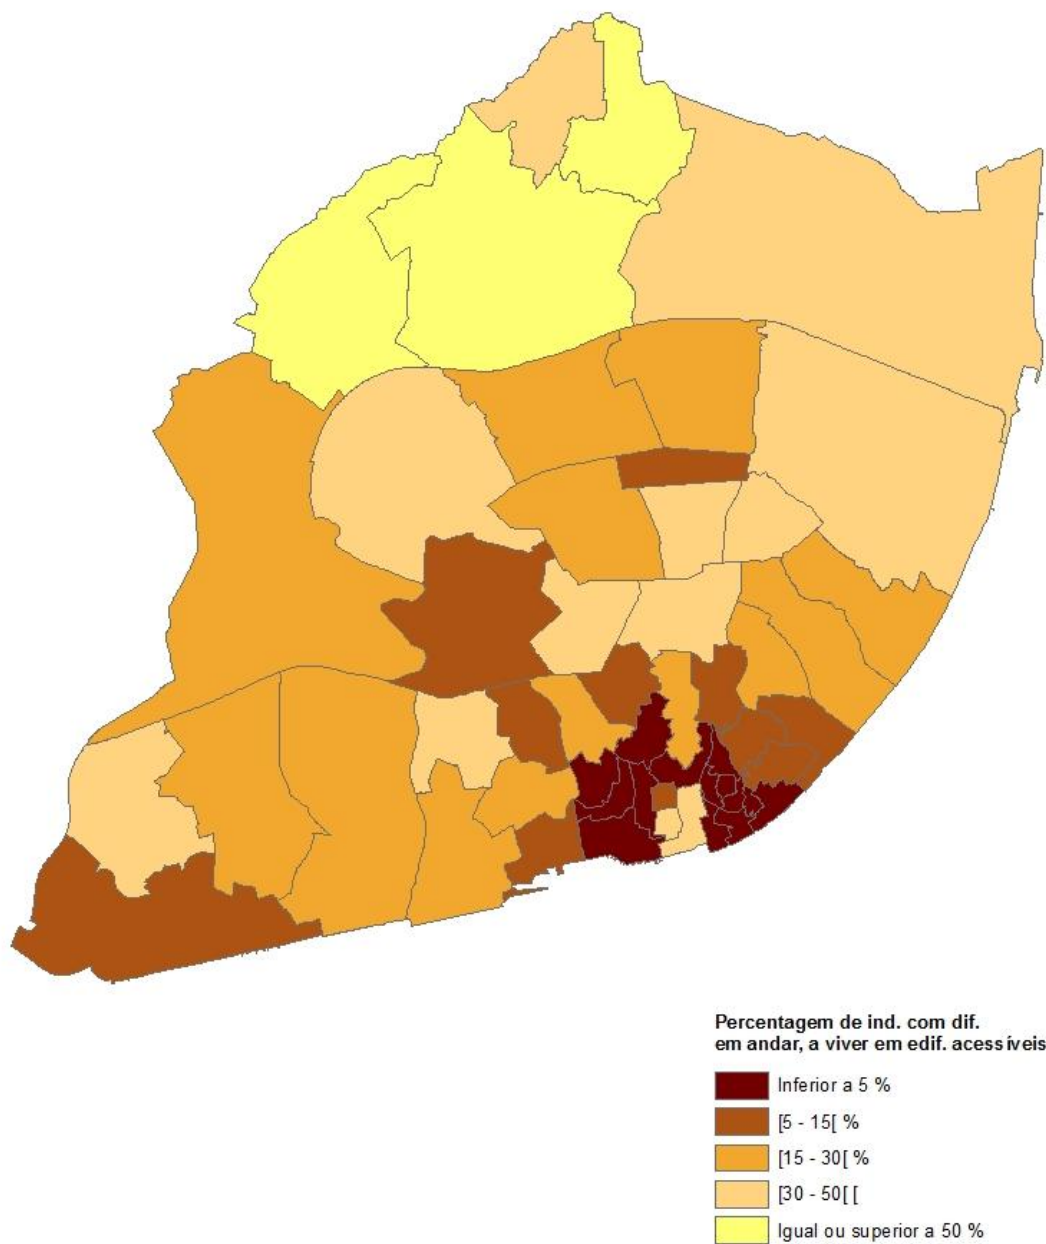 Percentagem de ind. com dif.
em andar, a viver em edif. acessíveis
Inferior a 5 %
[5 - 15[ %
[15 - 30[ %
[30 - 50[ [
Igual ou superior a 50 %